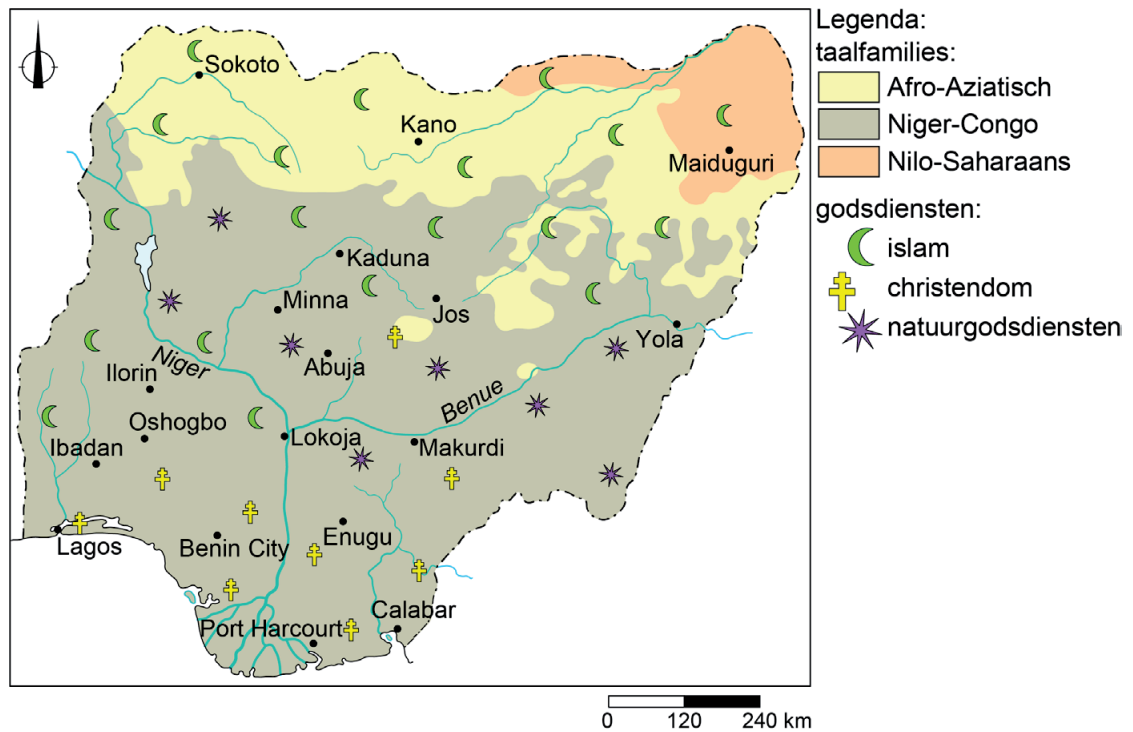 Sokoto
Kano
Maiduguri
Kaduna
Minna
Jos
Yola
Niger
Abuja
Ilorin
Benue
Oshogbo
Lokoja
Makurdi
Ibadan
Enugu
Lagos
Benin City
Calabar
Port Harcourt
Legenda:
taalfamilies:
Afro-Aziatisch
Niger-Congo
Nilo-Saharaans
godsdiensten:
islam
christendom
natuurgodsdiensten
0 120 240 km